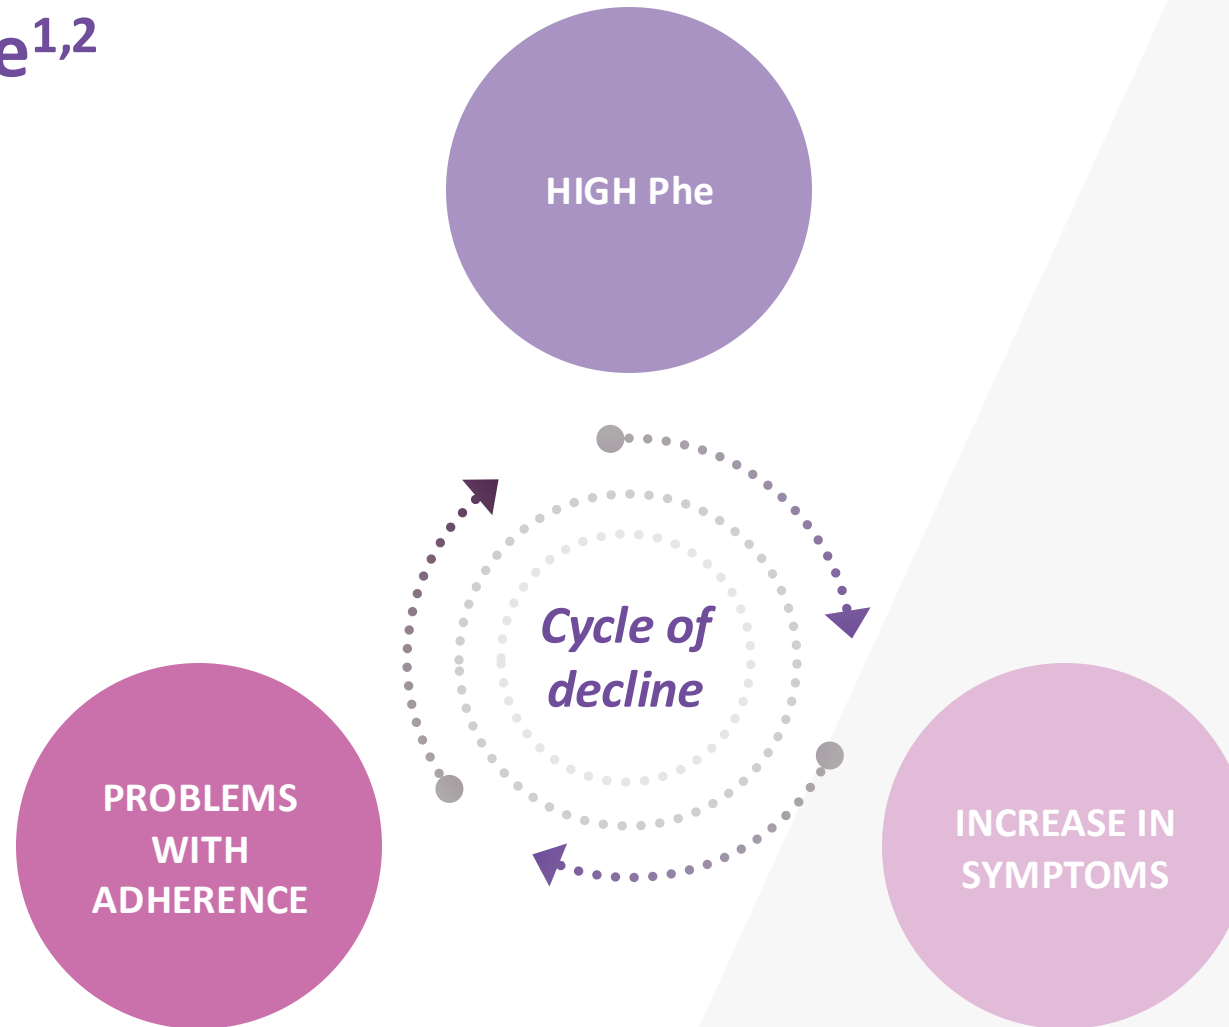 e1,2
HIGH Phe
Cycle of
decline
PROBLEMS
WITH
ADHERENCE
INCREASE IN
SYMPTOMS